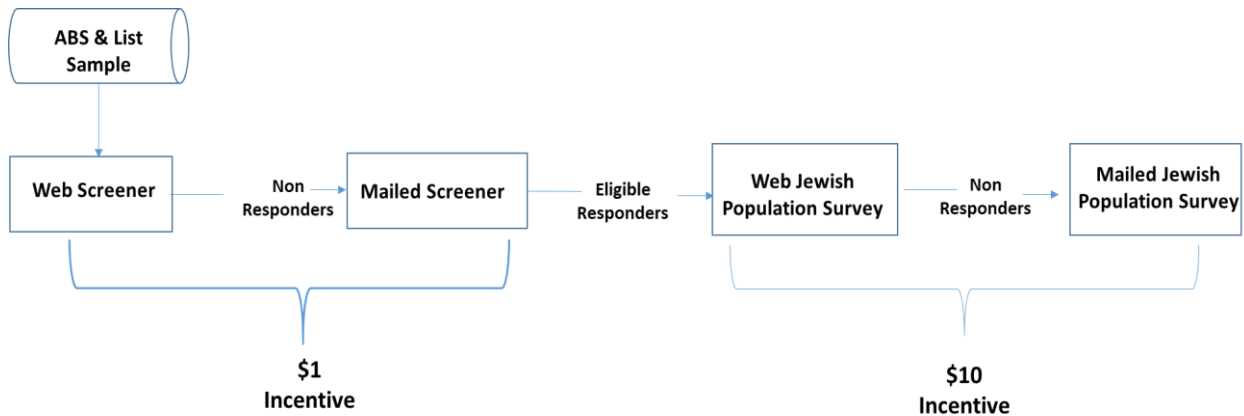 ABS & List
Sample
Web Screener
Non
Responders
Mailed Screener
Eligible
Responders
Web Jewish
Population Survey
Non
Responders
Mailed Jewish
Population Survey
$1
Incentive
$10
Incentive